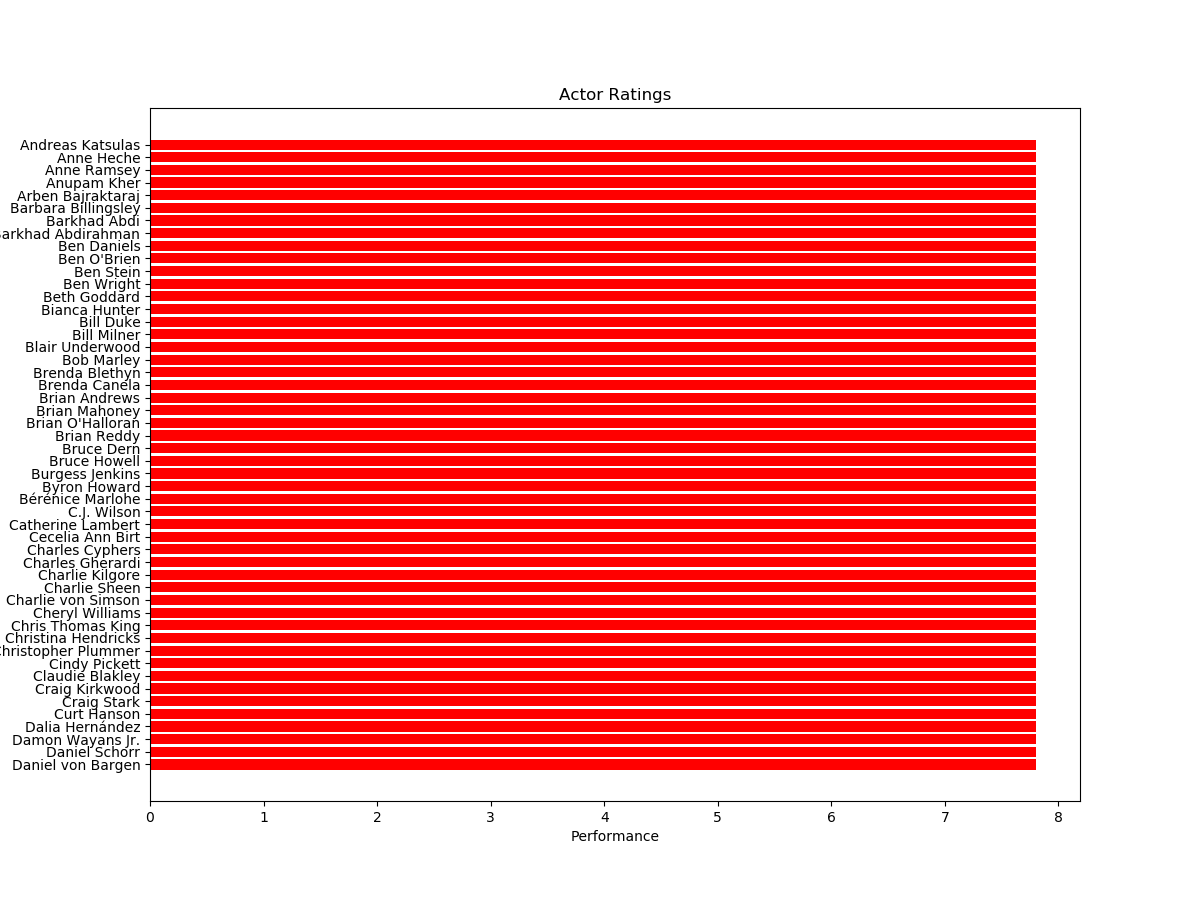 Actor Ratings
Andreas Katsulas
Anne Heche
Anne Ramsey
Anupam Kher
Arben Bajraktaraj
Barbara Billingsley
Barkhad Abdi
arkhad Abdirahman
Ben Daniels
Ben O'Brien
Ben Stein
Ben Wright
Beth Goddard
Bianca Hunter
Bill Duke
Bill Milner
Blair Underwood
Bob Marley
Brenda Blethyn
Brenda Canela
Brian Andrews
Brian Mahoney
Brian O'Halloran
Brian Reddy
Bruce Dern
Bruce Howell
Burgess Jenkins
Byron Howard
Bérénice Marlohe
C.J. Wilson
Catherine Lambert
Cecelia Ann Birt
Charles Cyphers
Charles Gherardi
Charlie Kilgore
Charlie Sheen
Charlie von Simson
Cheryl Williams
Chris Thomas King
Christina Hendricks
Christopher Plummer
Cindy Pickett
Claudie Blakley
Craig Kirkwood
Craig Stark
Curt Hanson
Dalia Hernández
Damon Wayans Jr.
Daniel Schorr
Daniel von Bargen
0 1 2 3 4 5 6 7 8
Performance